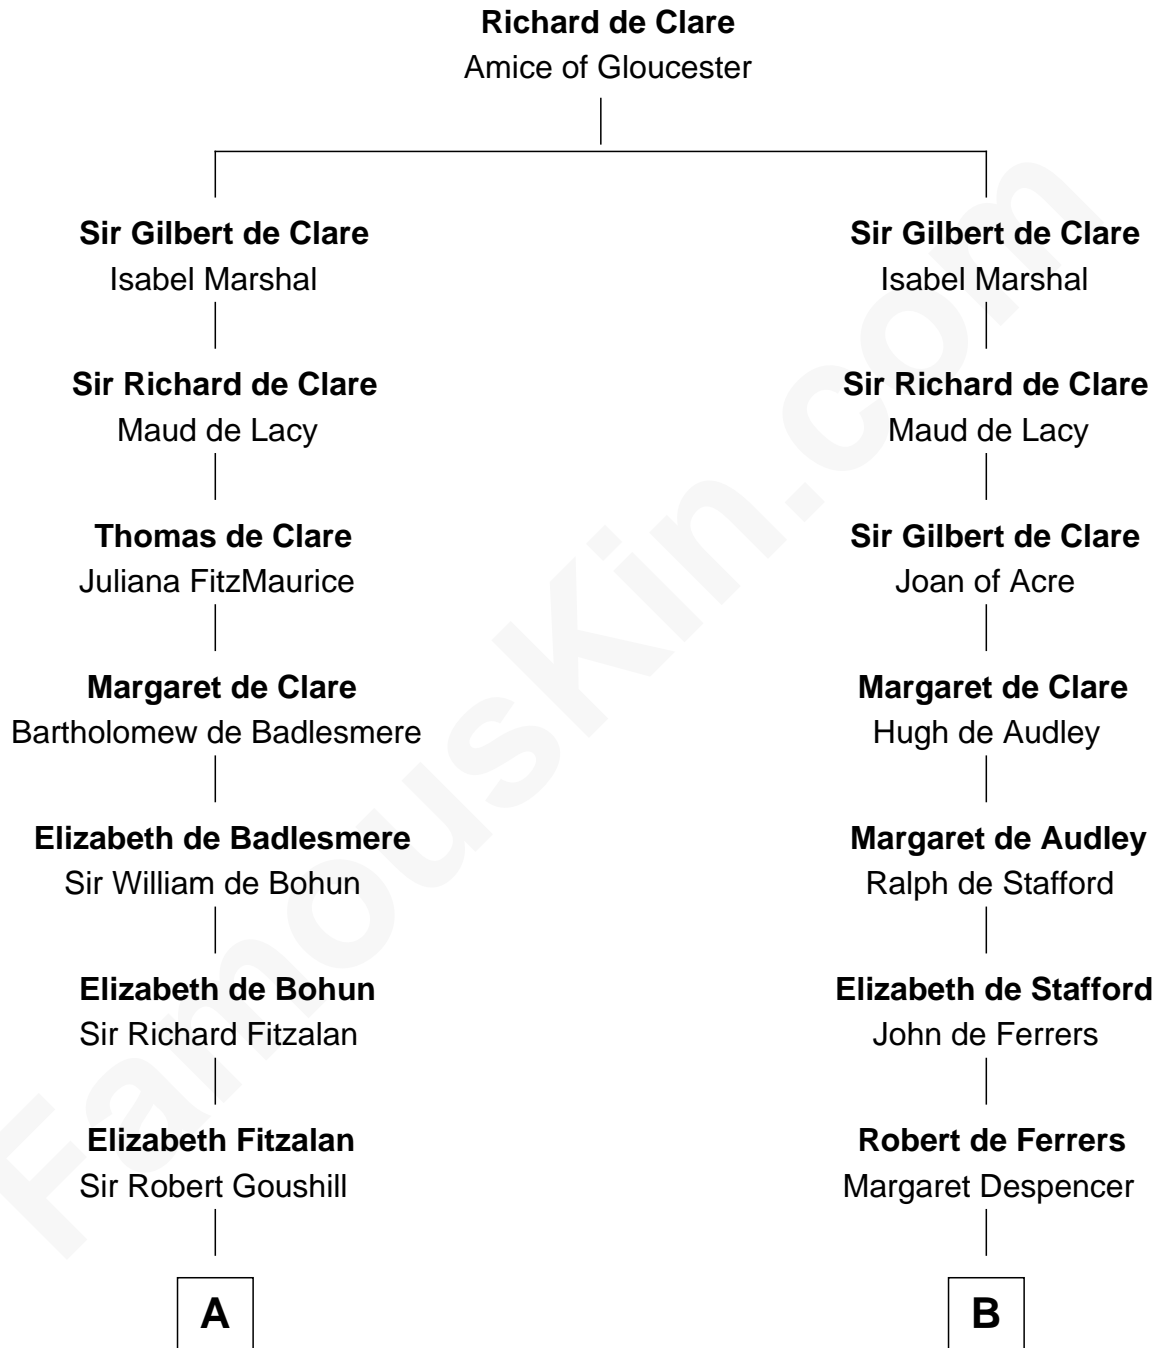 Richard de Clare
Amice of Gloucester
Sir Gilbert de Clare
Isabel Marshal
Sir Richard de Clare
Maud de Lacy
Thomas de Clare
Juliana FitzMaurice
Margaret de Clare
Bartholomew de Badlesmere
Elizabeth de Badlesmere
Sir William de Bohun
Elizabeth de Bohun
Sir Richard Fitzalan
Elizabeth Fitzalan
Sir Robert Goushill
A
Sir Gilbert de Clare
Isabel Marshal
Sir Richard de Clare
Maud de Lacy
Sir Gilbert de Clare
Joan of Acre
Margaret de Clare
Hugh de Audley
Margaret de Audley
Ralph de Stafford
Elizabeth de Stafford
John de Ferrers
Robert de Ferrers
Margaret Despencer
B
FamousKin.com